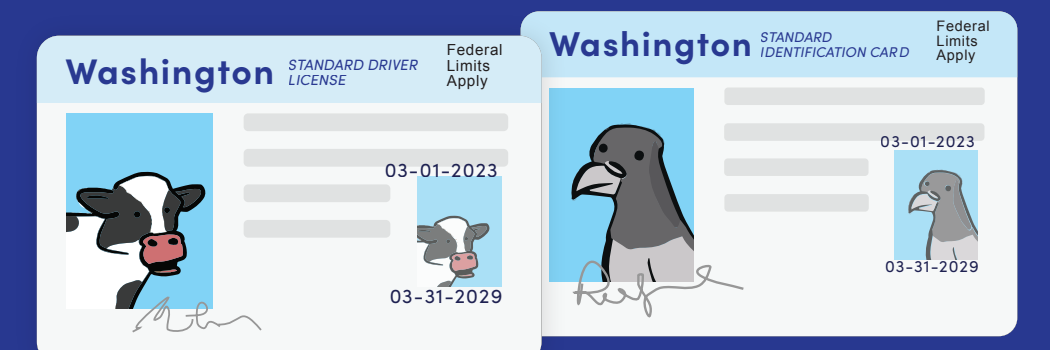 Washington
STANDARD DRIVER
LICENSE
Federal
Limits
Apply
03-01-2023
03-31-2029
Washington
STANDARD
IDENTIFICATION CARD
Federal
Limits
Apply
03-01-2023
03-31-2029